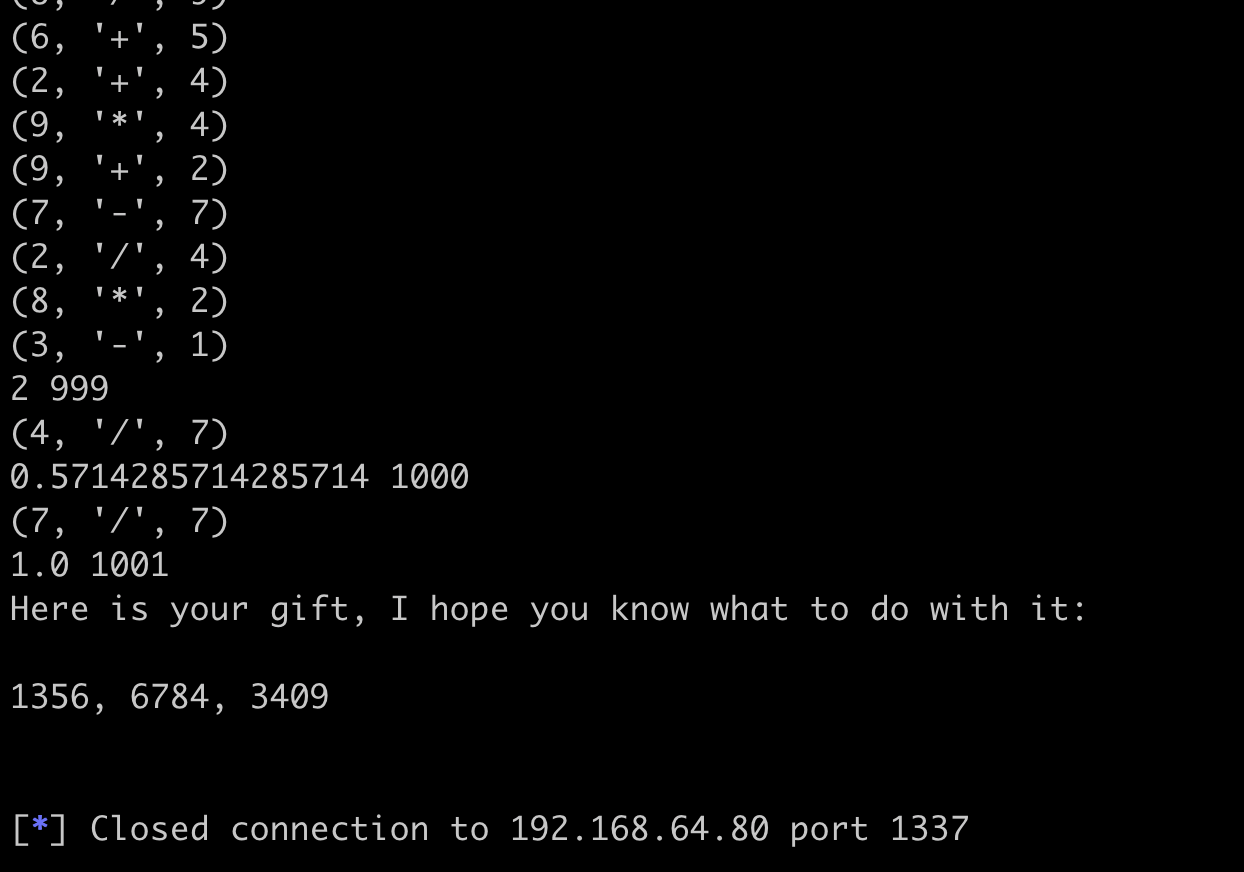 (6, '+', 5)
(2, '+', 4)
(9, '*', 4)
(9, '+', 2)
(7, '-', 7)
(2, '/', 4)
(8, '*', 2)
(3, '-', 1)
2 999
(4, '/', 7)
0.5714285714285714 1000
(7, '/', 7)
1.0 1001
Here is your gift, I hope you know what to do with it:
1356, 6784, 3409
[*] Closed connection to 192.168.64.80 port 1337